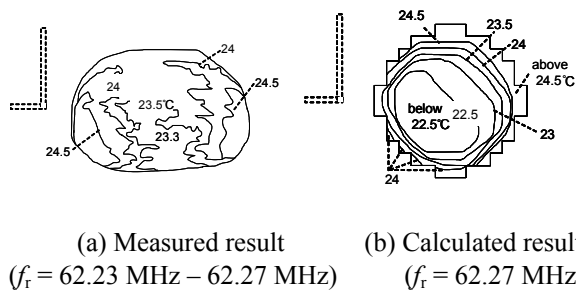 24
24
24.5
23.5℃
23.3
24.5
24.5
23.5
24
above
24.5℃
below
22.5℃
22.5
23
24
(a) Measured result
(fr = 62.23 MHz – 62.27 MHz)
(b) Calculated resul
(fr = 62.27 MHz